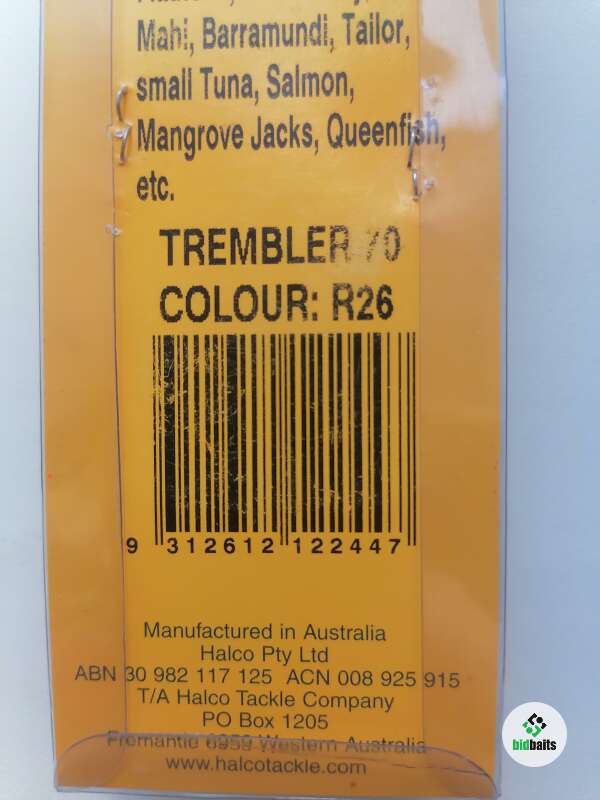 Mahi, Barramundi, Tailor,
small Tuna, Salmon,
Mangrove Jacks, Queenfish,
etc.
TREMBLER 70
COLOUR: R26
9 312612 122447
Manufactured in Australia
Halco Pty Ltd
ABN 30 982 117 125 ACN 008 925 915
T/A Halco Tackle Company
PO Box 1205
Fremantle 6959 Western Australia
www.halcotackle.com
bidbaits